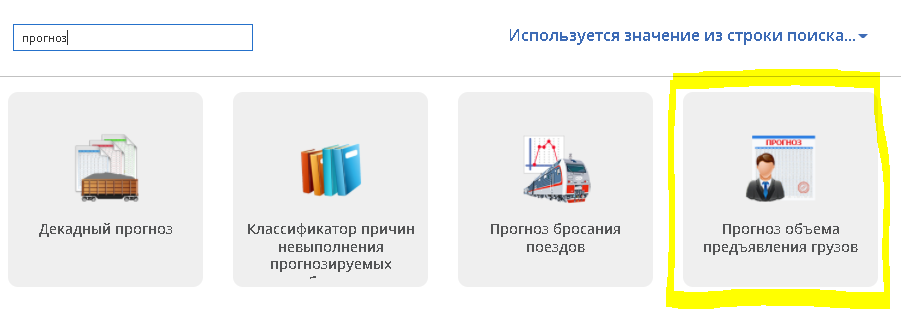 прогноз
Используется значение из строки поиска...
ПРОГНОЗ
Декадный прогноз
Классификатор причин
невыполнения
прогнозируемых
Прогноз бросания
поездов
Прогноз объема
предъявления грузов